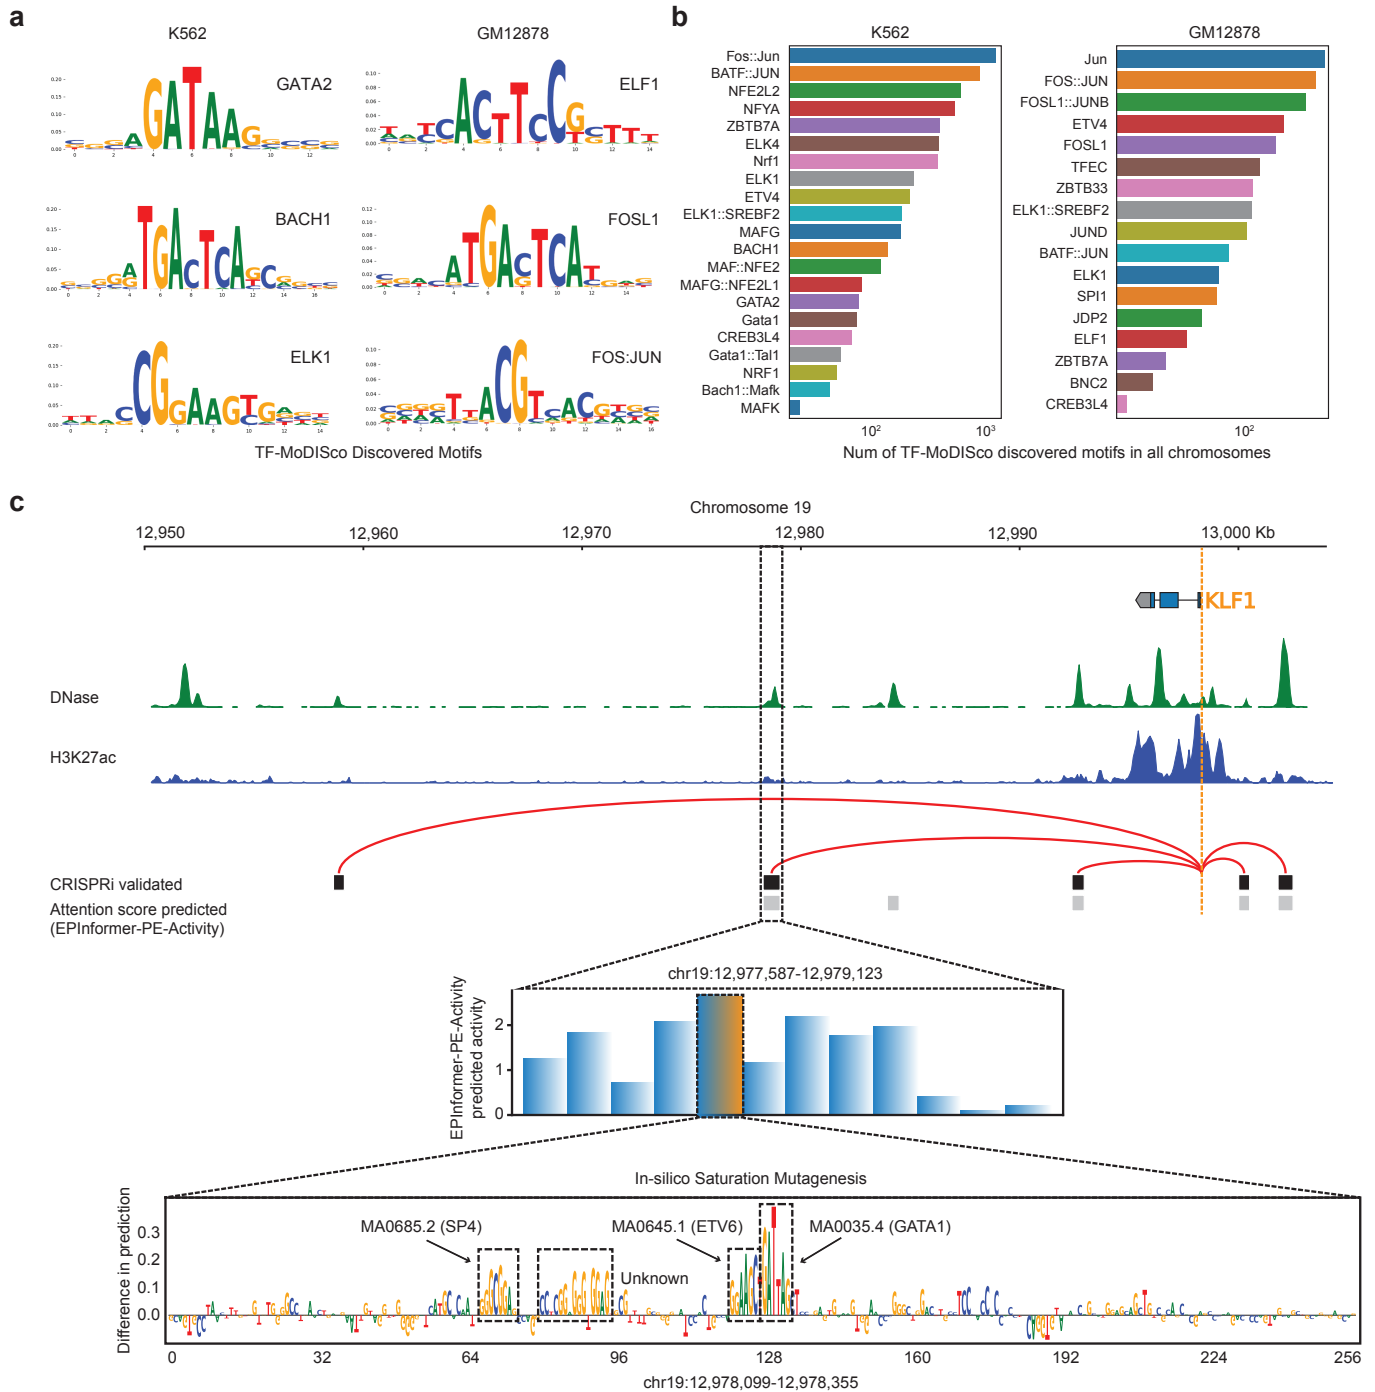 a
K562
GM12878
GATA2
ELF1
BACH1
FOSL1
ELK1
FOS:JUN
TF-MoDISco Discovered Motifs
b
K562
Fos::Jun
BATF::JUN
NFE2L2
NFYA
ZBTB7A
ELK4
Nrf1
ELK1
ETV4
ELK1::SREBF2
MAFG
BACH1
MAF::NFE2
MAFG::NFE2L1
GATA2
Gata1
CREB3L4
Gata1::Tal1
NRF1
Bach1::Mafk
MAFK
10² 10³
GM12878
Jun
FOS::JUN
FOSL1::JUNB
ETV4
FOSL1
TFEC
ZBTB33
ELK1::SREBF2
JUND
BATF::JUN
ELK1
SPI1
JDP2
ELF1
ZBTB7A
BNC2
CREB3L4
10²
Num of TF-MoDISco discovered motifs in all chromosomes
c
Chromosome 19
12,950 12,960 12,970 12,980 12,990 13,000 Kb
KLF1
DNase
H3K27ac
CRISPRi validated
Attention score predicted
(EPInformer-PE-Activity)
chr19:12,977,587-12,979,123
EPInformer-PE-Activity
predicted activity
2
1
0
In-silico Saturation Mutagenesis
Difference in prediction
0.3
0.2
0.1
0.0
MA0685.2 (SP4)
Unknown
MA0645.1 (ETV6)
MA0035.4 (GATA1)
0 32 64 96 128 160 192 224 256
chr19:12,978,099-12,978,355